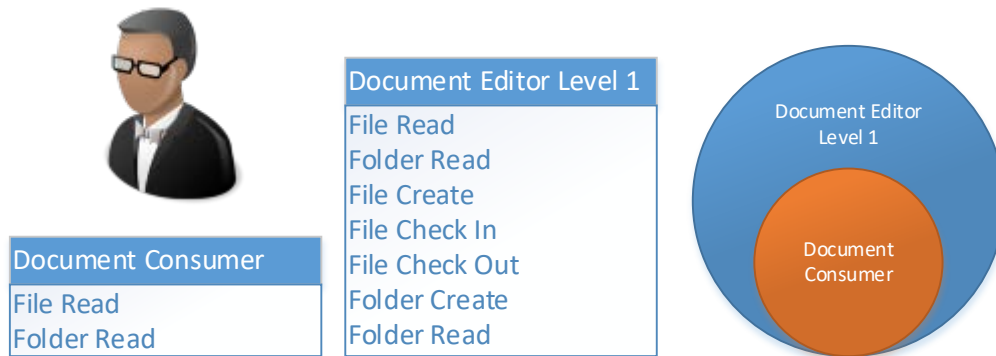 Document Consumer
File Read
Folder Read
Document Editor Level 1
File Read
Folder Read
File Create
File Check In
File Check Out
Folder Create
Folder Read
Document Editor
Level 1
Document
Consumer